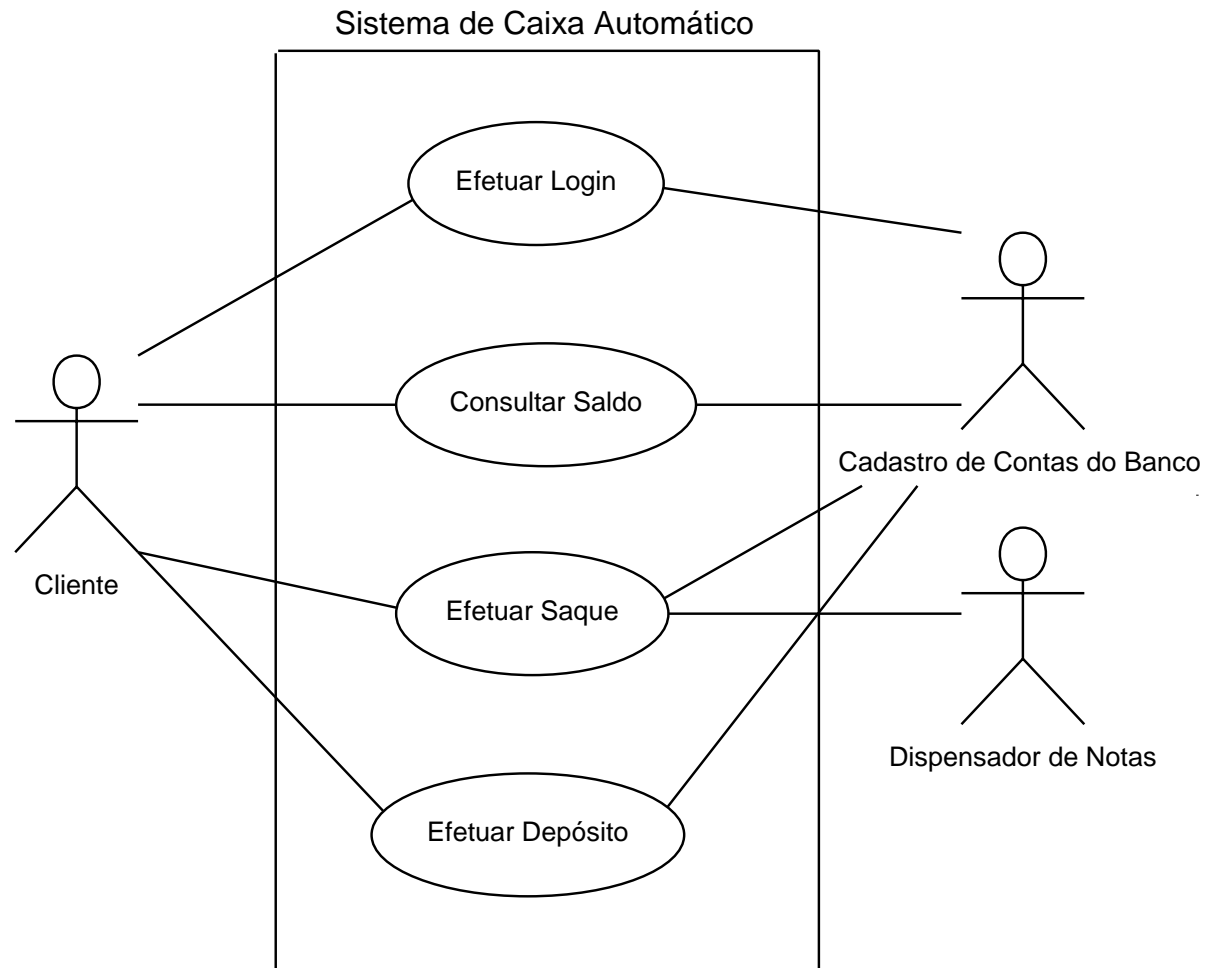 Sistema de Caixa Automático
Efetuar Login
Consultar Saldo
Cadastro de Contas do Banco
Cliente
Efetuar Saque
Dispensador de Notas
Efetuar Depósito